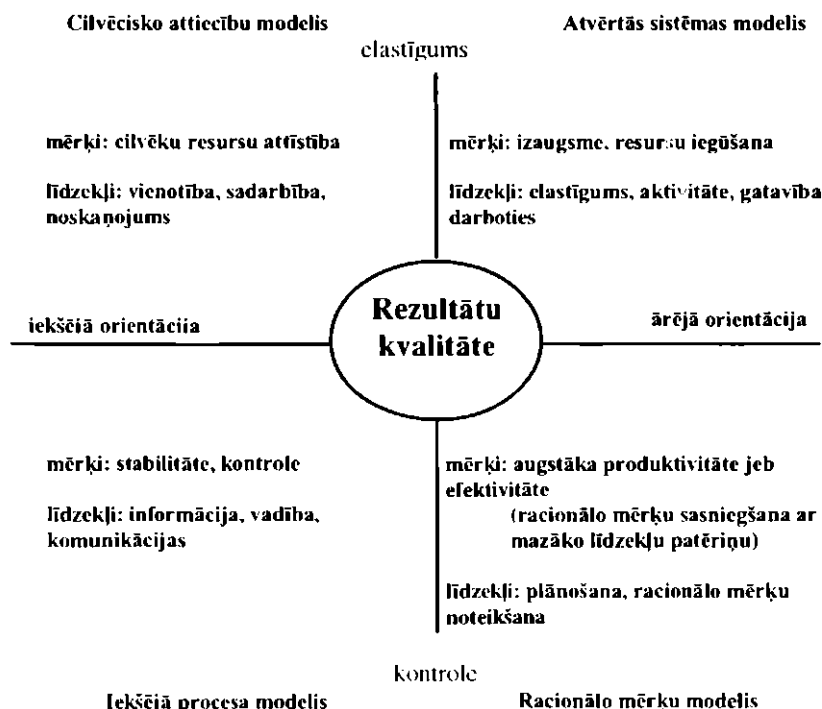 Cilvēcisko attiecību modelis
Atvērtās sistēmas modelis
elastīgums
mērķi: cilvēku resursu attīstība
līdzekļi: vienotība, sadarbība,
noskaņojums
mērķi: izaugsme, resursu iegūšana
līdzekļi: elastīgums, aktivitāte, gatavība
darboties
iekšējā orientācija
Rezultātu
kvalitāte
ārējā orientācija
mērķi: stabilitāte, kontrole
līdzekļi: informācija, vadība,
komunikācijas
mērķi: augstāka produktivitāte jeb
efektivitāte
(racionālo mērķu sasniegšana ar
mazāko līdzekļu patēriņu)
līdzekļi: plānošana, racionālo mērķu
noteikšana
kontrole
Iekšējā procesa modelis
Racionālo mērķu modelis